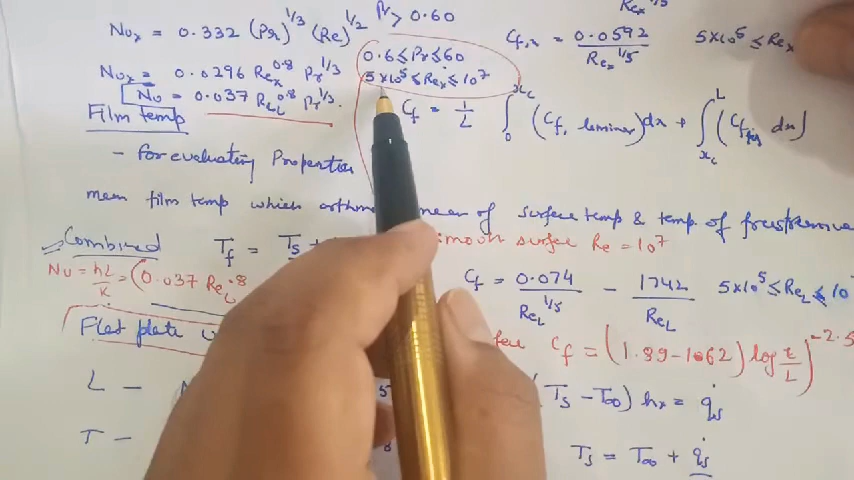 Nux = 0.332 (Pr)^1/3 (Re)^1/2 Pr > 0.60
Cf,x = 0.0592 / Rex^1/5 5×10^5 ≤ Rex
Nux = 0.0296 Rex^0.8 Pr^1/3
0.6 ≤ Pr ≤ 60
5×10^5 ≤ Rex ≤ 10^7
Nu = 0.037 ReL^0.8 Pr^1/3.
Cf = 1/L ∫0^xc (Cf, laminar) dx + ∫xc^L (Cf dx)
Film temp
- for evaluating Properties
mean film temp which arthm mean of surface temp & temp of
Combined Tf = Ts +
smooth surface Re = 10^7
Nu = hL/K = (0.037 ReL^0.8
Cf = 0.074 / ReL^1/5 - 1742 / ReL 5×10^5 ≤ ReL ≤ 10
Flat plate
Cf = (1.89-1.62) log ε/L)^-2.5
L -
Ts - T∞) hx = q̇s
T -
Ts = T∞ + q̇s